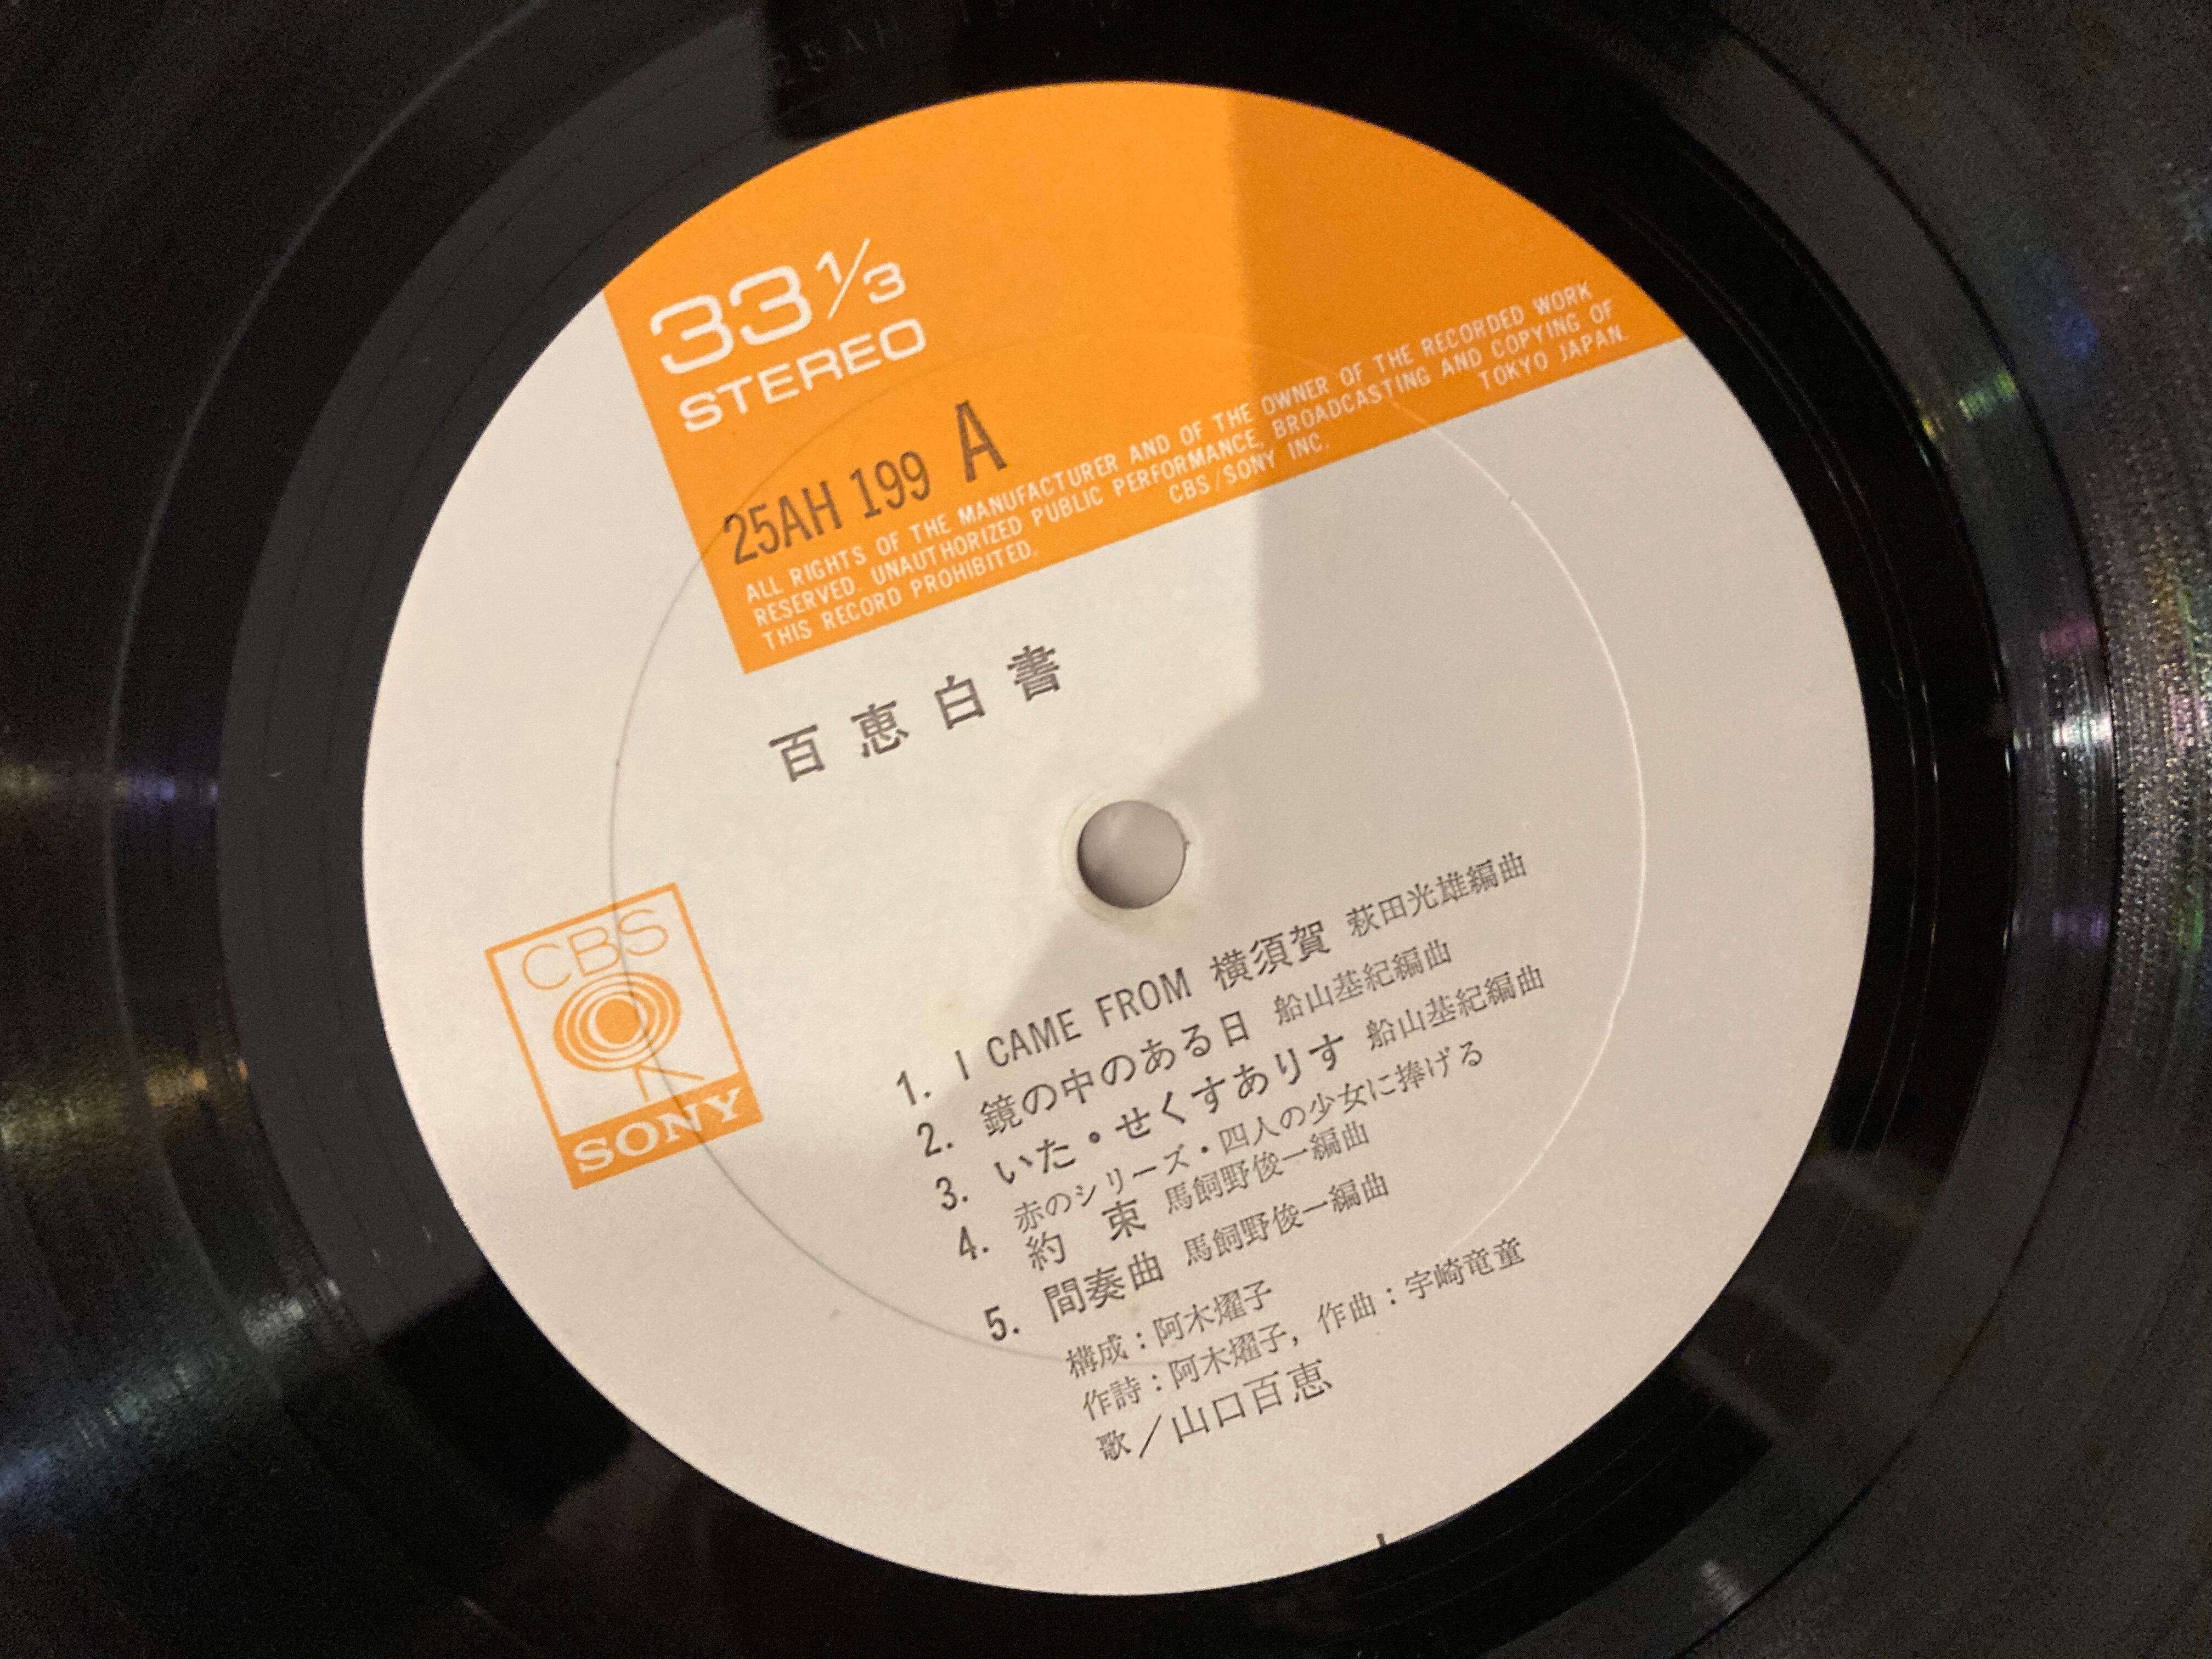 25AH 19
33 1/3
STEREO
25AH 199 A
ALL RIGHTS OF THE MANUFACTURER AND OF THE OWNER OF THE RECORDED WORK
RESERVED. UNAUTHORIZED PUBLIC PERFORMANCE, BROADCASTING AND COPYING OF
THIS RECORD PROHIBITED. CBS/SONY INC. TOKYO JAPAN.
百恵白書
CBS
SONY
1. I CAME FROM 横須賀 萩田光雄編曲
2. 鏡の中のある日 船山基紀編曲
3. いた・せくすありす 船山基紀編曲
赤のシリーズ・四人の少女に捧げる
4. 約 束 馬飼野俊一編曲
5. 間奏曲 馬飼野俊一編曲
構成：阿木燿子
作詩：阿木燿子，作曲：宇崎竜童
歌／山口百恵